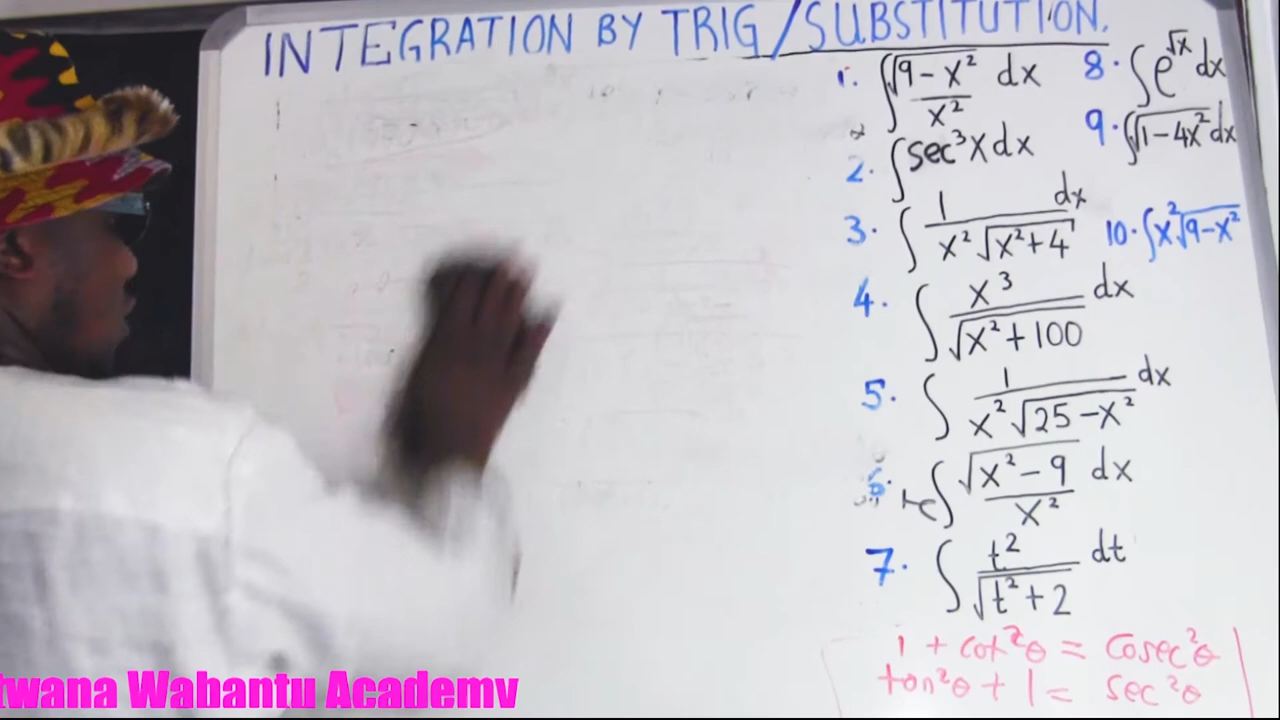 INTEGRATION BY TRIG/SUBSTITUTION.
1. ∫ √(9 - x²) / x² dx
2. ∫ sec³x dx
3. ∫ 1 / (x² √(x² + 4)) dx
4. ∫ x³ / √(x² + 100) dx
5. ∫ 1 / (x² √(25 - x²)) dx
6. ∫ √(x² - 9) / x² dx
7. ∫ t² / √(t² + 2) dt
8. ∫ e^√x dx
9. ∫ √(1 - 4x²) dx
10. ∫ x² √(9 - x²)
1 + cot²θ = cosec²θ
tan²θ + 1 = sec²θ
twana Wabantu Academy